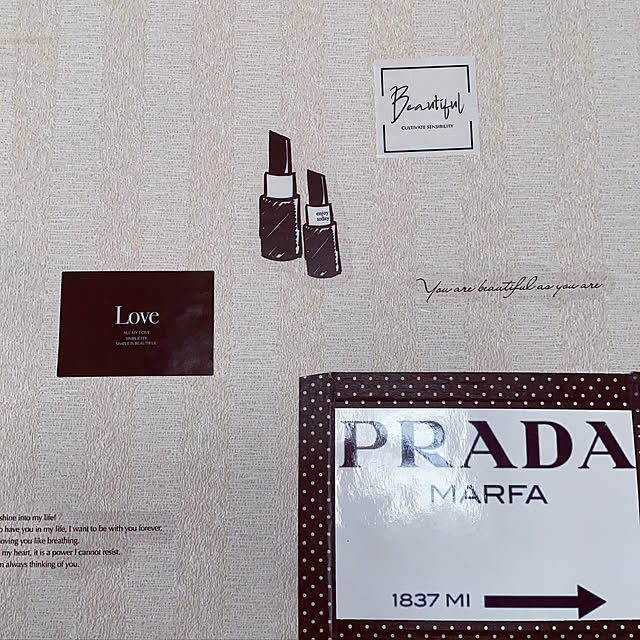 Beautiful
CULTIVATE SENSIBILITY
enjoy
today
You are beautiful as you are
Love
ALL MY LOVE
SIMPLICITY
SIMPLE IS BEAUTIFUL
PRADA
MARFA
1837 MI
shine into my life!
have you in my life, I want to be with you forever.
loving you like breathing.
my heart, it is a power I cannot resist.
always thinking of you.